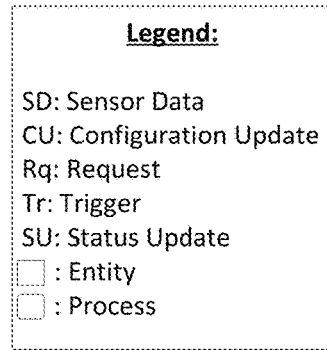 Legend:
SD: Sensor Data
CU: Configuration Update
Rq: Request
Tr: Trigger
SU: Status Update
: Entity
: Process